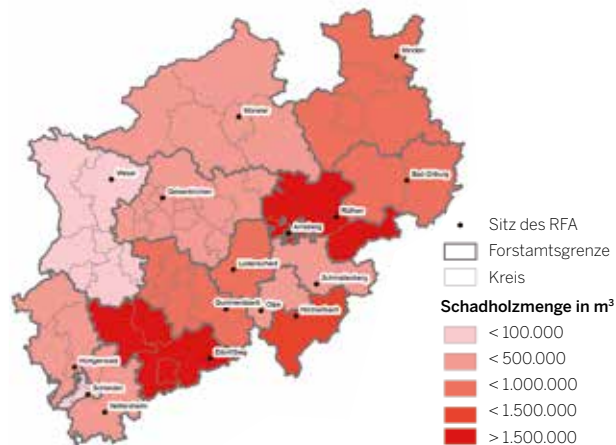 Minden
Münster
Wesel
Gelsenkirchen
Bad Driburg
Rüthen
Arnsberg
Lüdenscheid
Schmallenberg
Gummersbach
Olpe
Hilchenbach
Eitorf/Sieg
Hürtgenwald
Schleiden
Nettersheim
Sitz des RFA
Forstamtsgrenze
Kreis
Schadholzmenge in m³
< 100.000
< 500.000
< 1.000.000
< 1.500.000
> 1.500.000